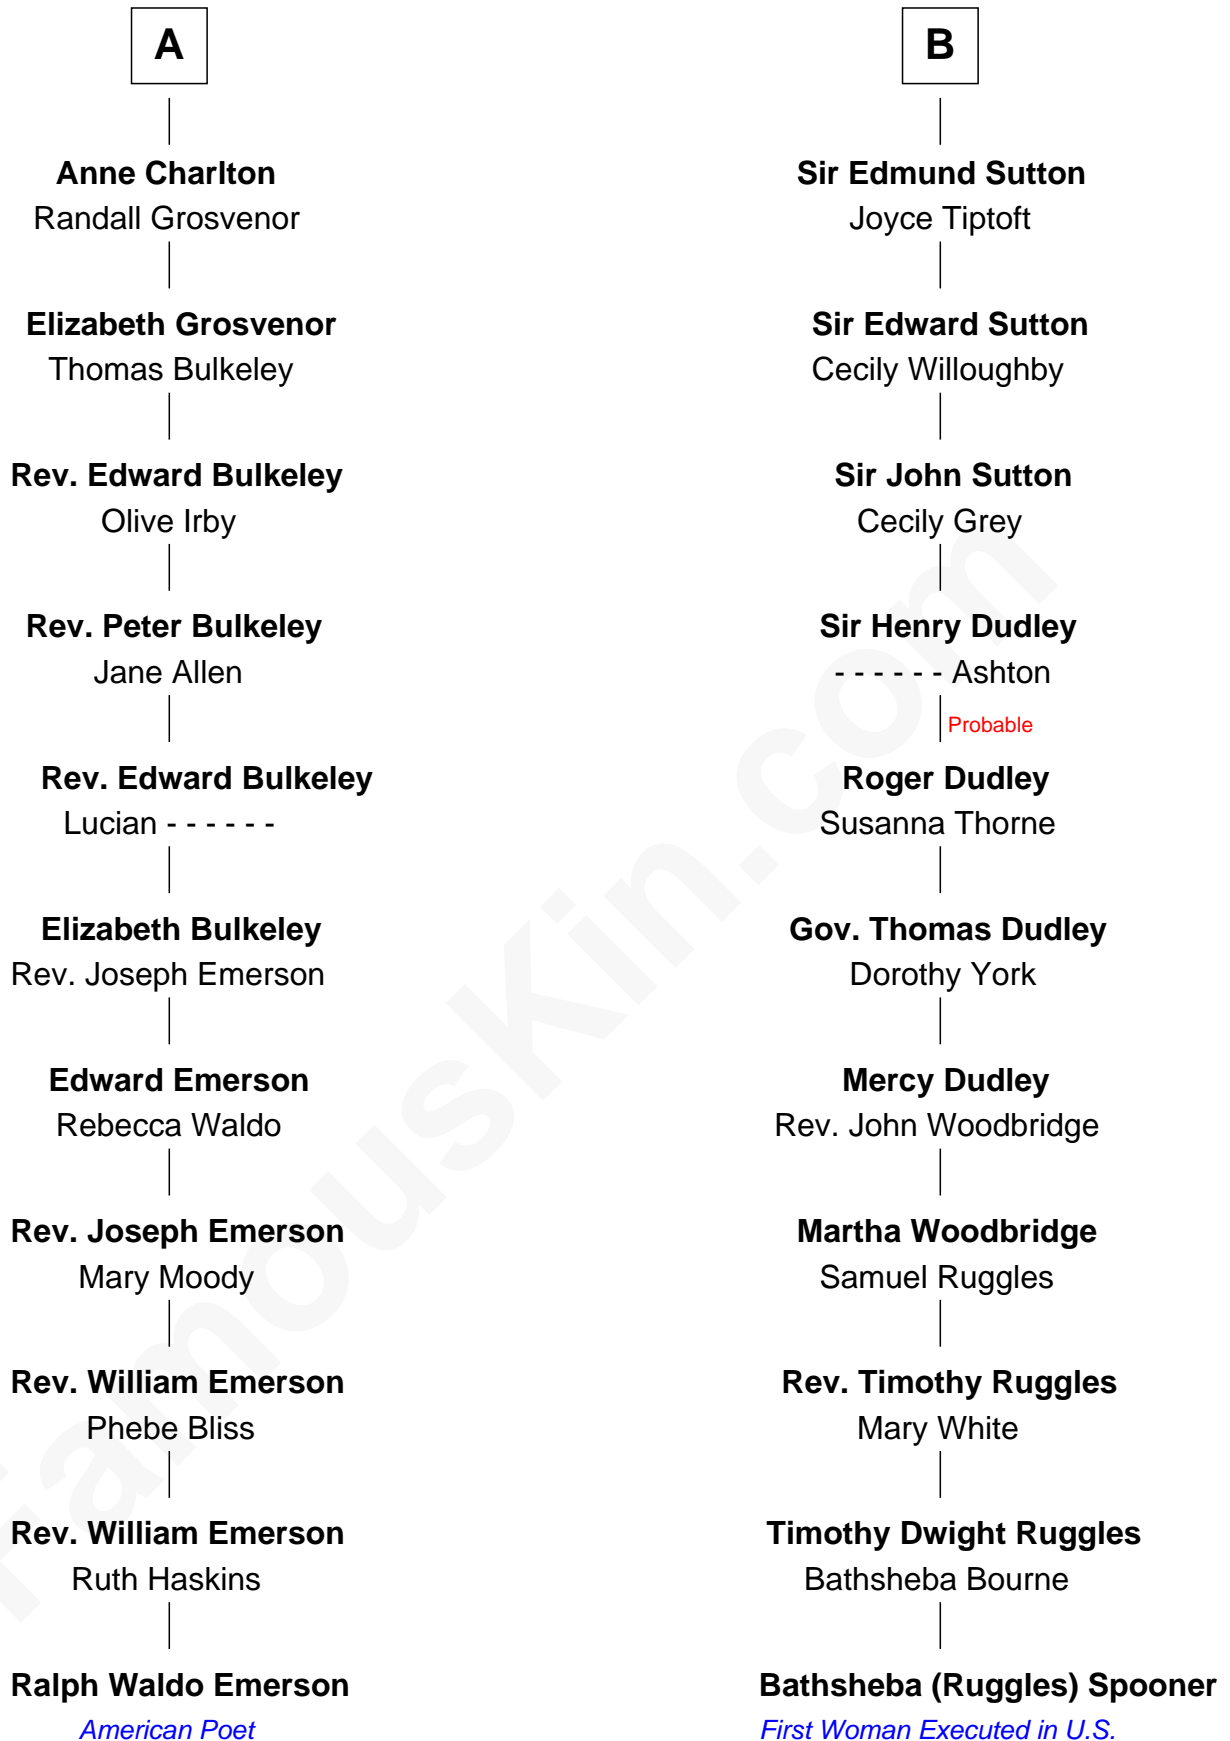 A
Anne Charlton
Randall Grosvenor
Elizabeth Grosvenor
Thomas Bulkeley
Rev. Edward Bulkeley
Olive Irby
Rev. Peter Bulkeley
Jane Allen
Rev. Edward Bulkeley
Lucian - - - - - -
Elizabeth Bulkeley
Rev. Joseph Emerson
Edward Emerson
Rebecca Waldo
Rev. Joseph Emerson
Mary Moody
Rev. William Emerson
Phebe Bliss
Rev. William Emerson
Ruth Haskins
Ralph Waldo Emerson
American Poet
B
Sir Edmund Sutton
Joyce Tiptoft
Sir Edward Sutton
Cecily Willoughby
Sir John Sutton
Cecily Grey
Sir Henry Dudley
- - - - - - Ashton
Probable
Roger Dudley
Susanna Thorne
Gov. Thomas Dudley
Dorothy York
Mercy Dudley
Rev. John Woodbridge
Martha Woodbridge
Samuel Ruggles
Rev. Timothy Ruggles
Mary White
Timothy Dwight Ruggles
Bathsheba Bourne
Bathsheba (Ruggles) Spooner
First Woman Executed in U.S.
FamousKin.com